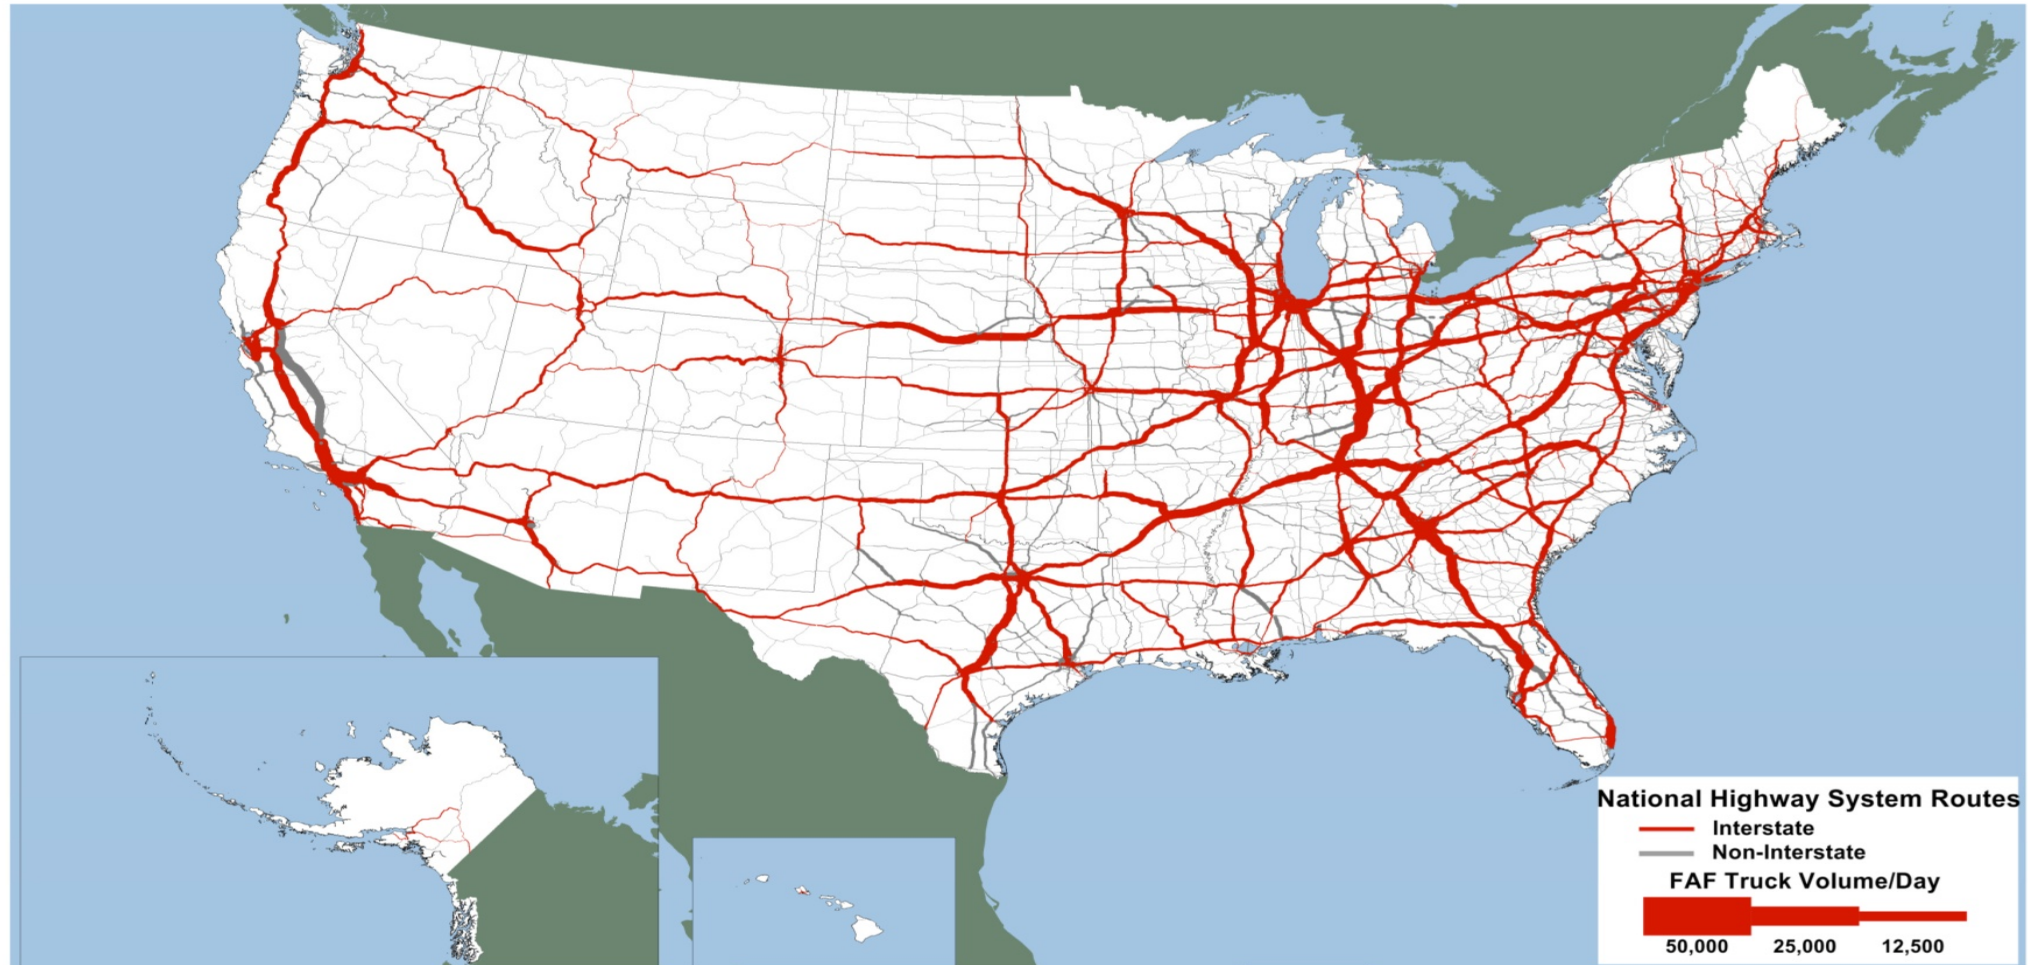 National Highway System Routes
Interstate
Non-Interstate
FAF Truck Volume/Day
50,000 25,000 12,500